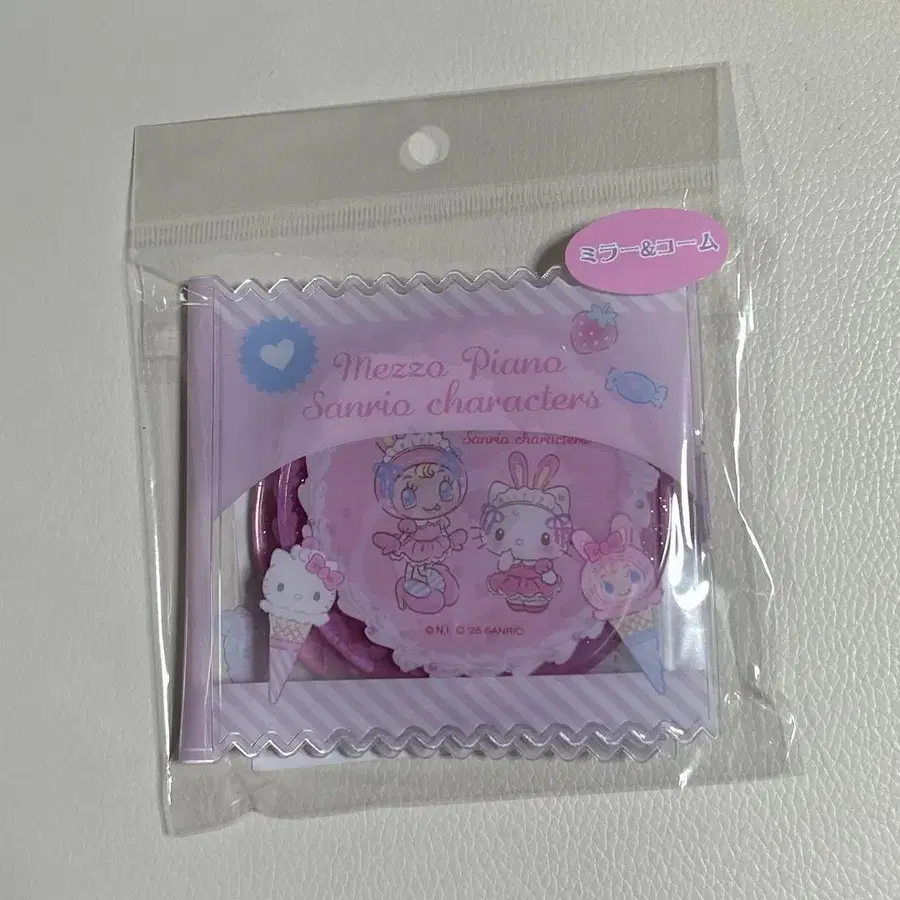 ミラー&コーム
Mezzo Piano
Sanrio characters
Sanrio characters
© N.I. © '25 SANRIO